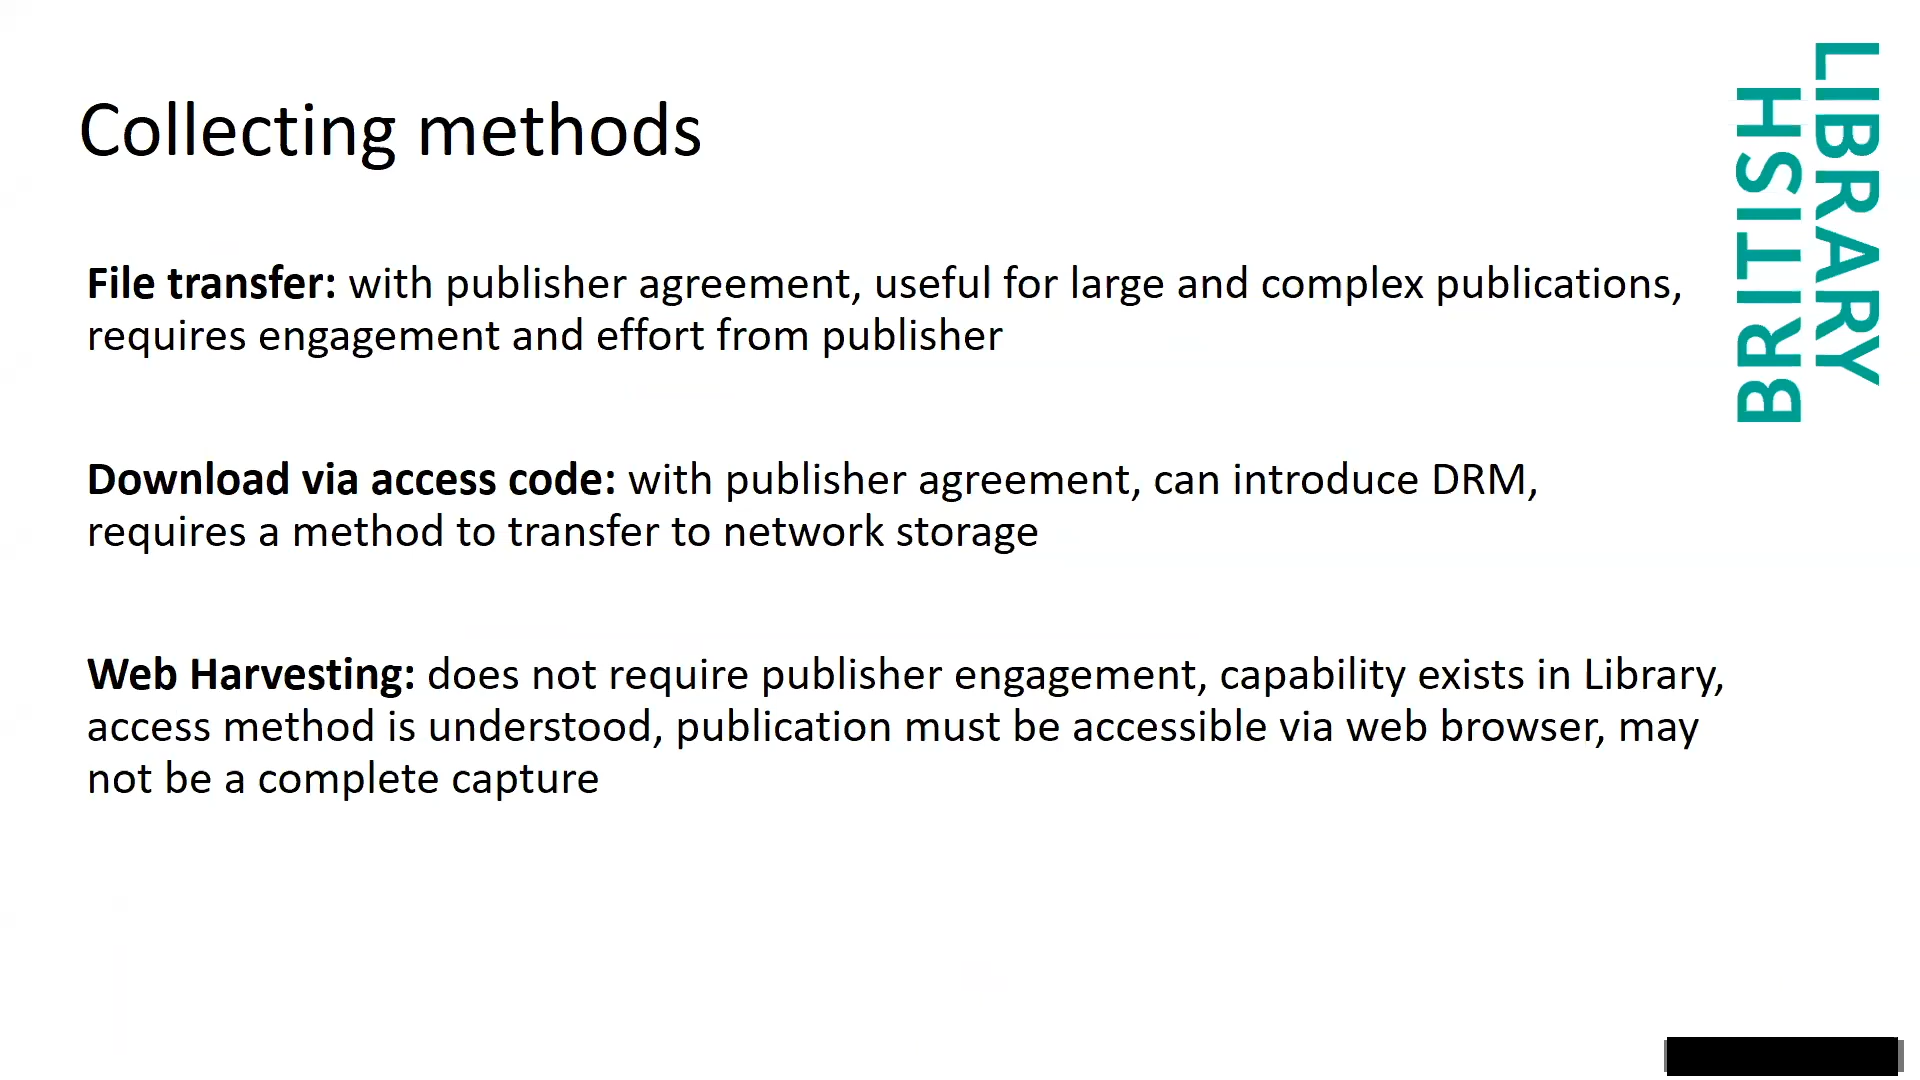 Collecting methods
File transfer: with publisher agreement, useful for large and complex publications,
requires engagement and effort from publisher
Download via access code: with publisher agreement, can introduce DRM,
requires a method to transfer to network storage
Web Harvesting: does not require publisher engagement, capability exists in Library,
access method is understood, publication must be accessible via web browser, may
not be a complete capture
BRITISH
LIBRARY